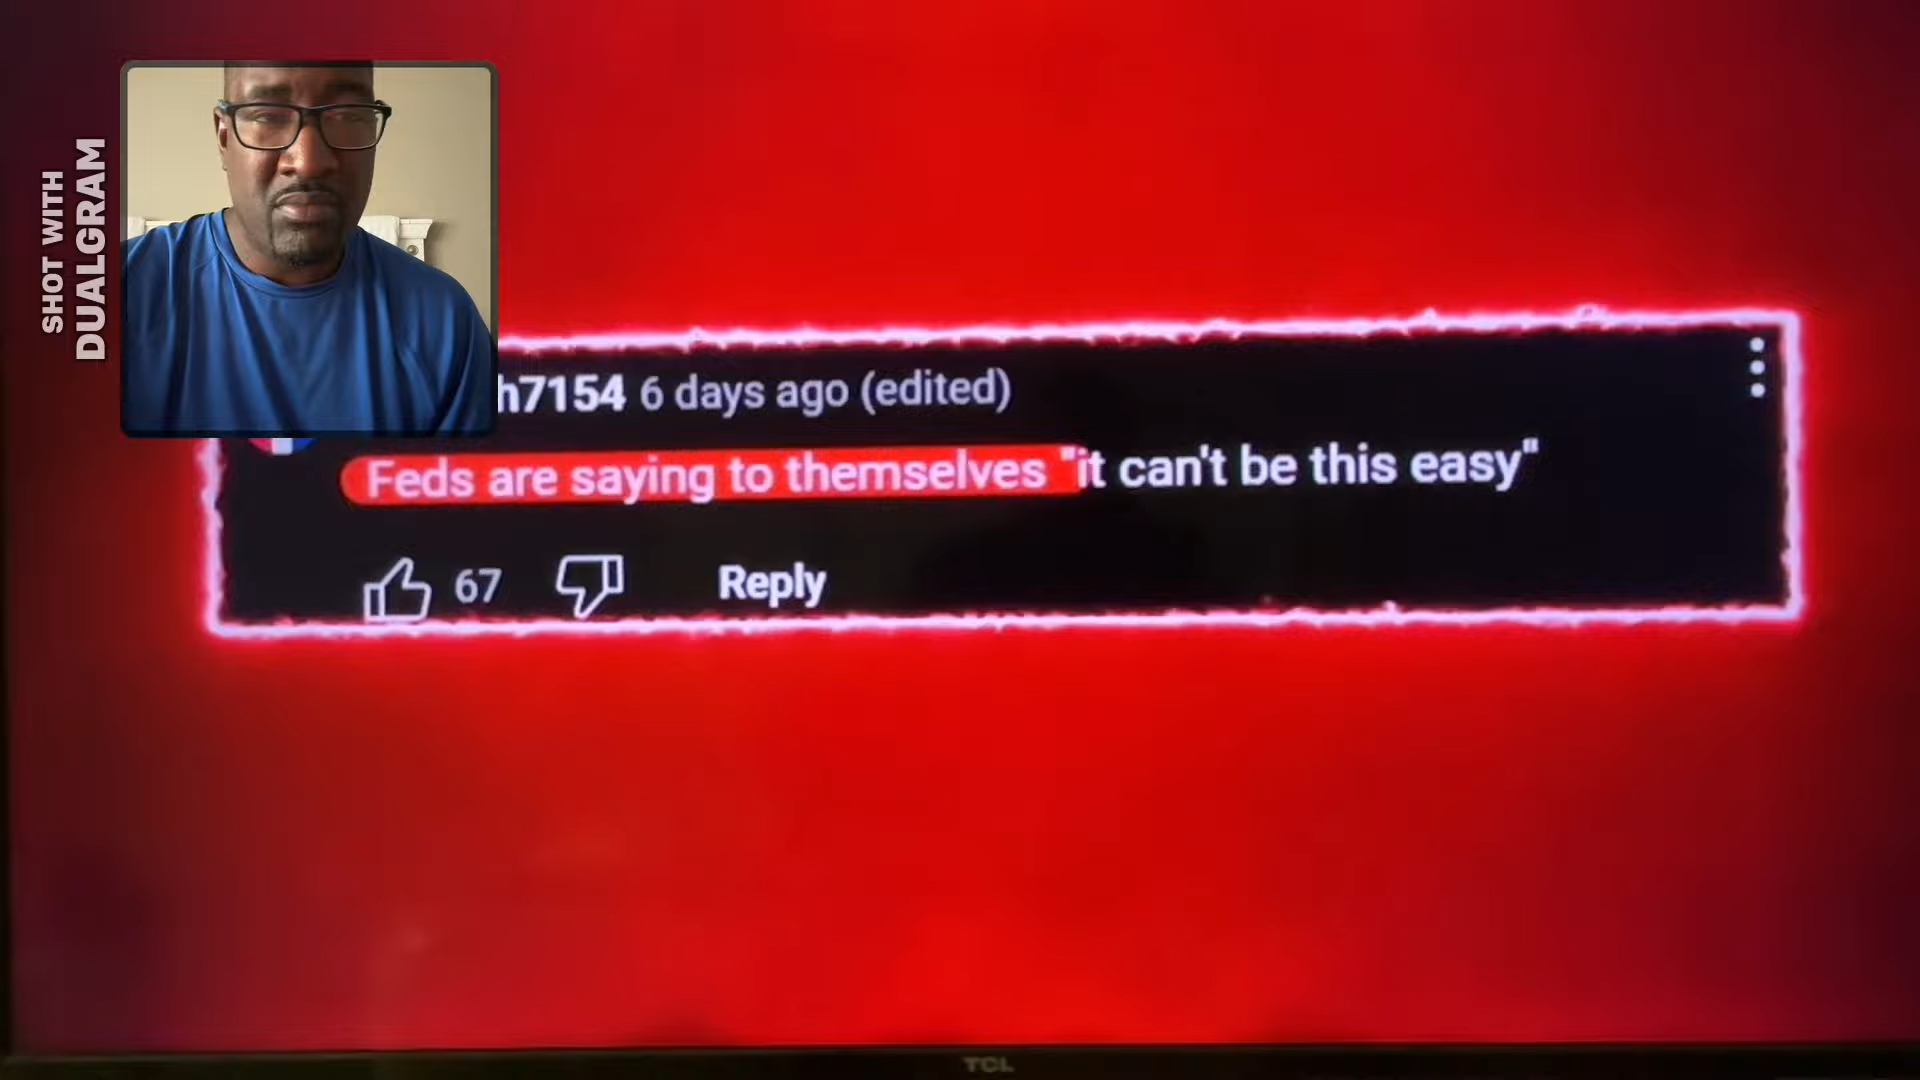 SHOT WITH
DUALGRAM
h7154 6 days ago (edited)
Feds are saying to themselves "it can't be this easy"
67
Reply
TCL